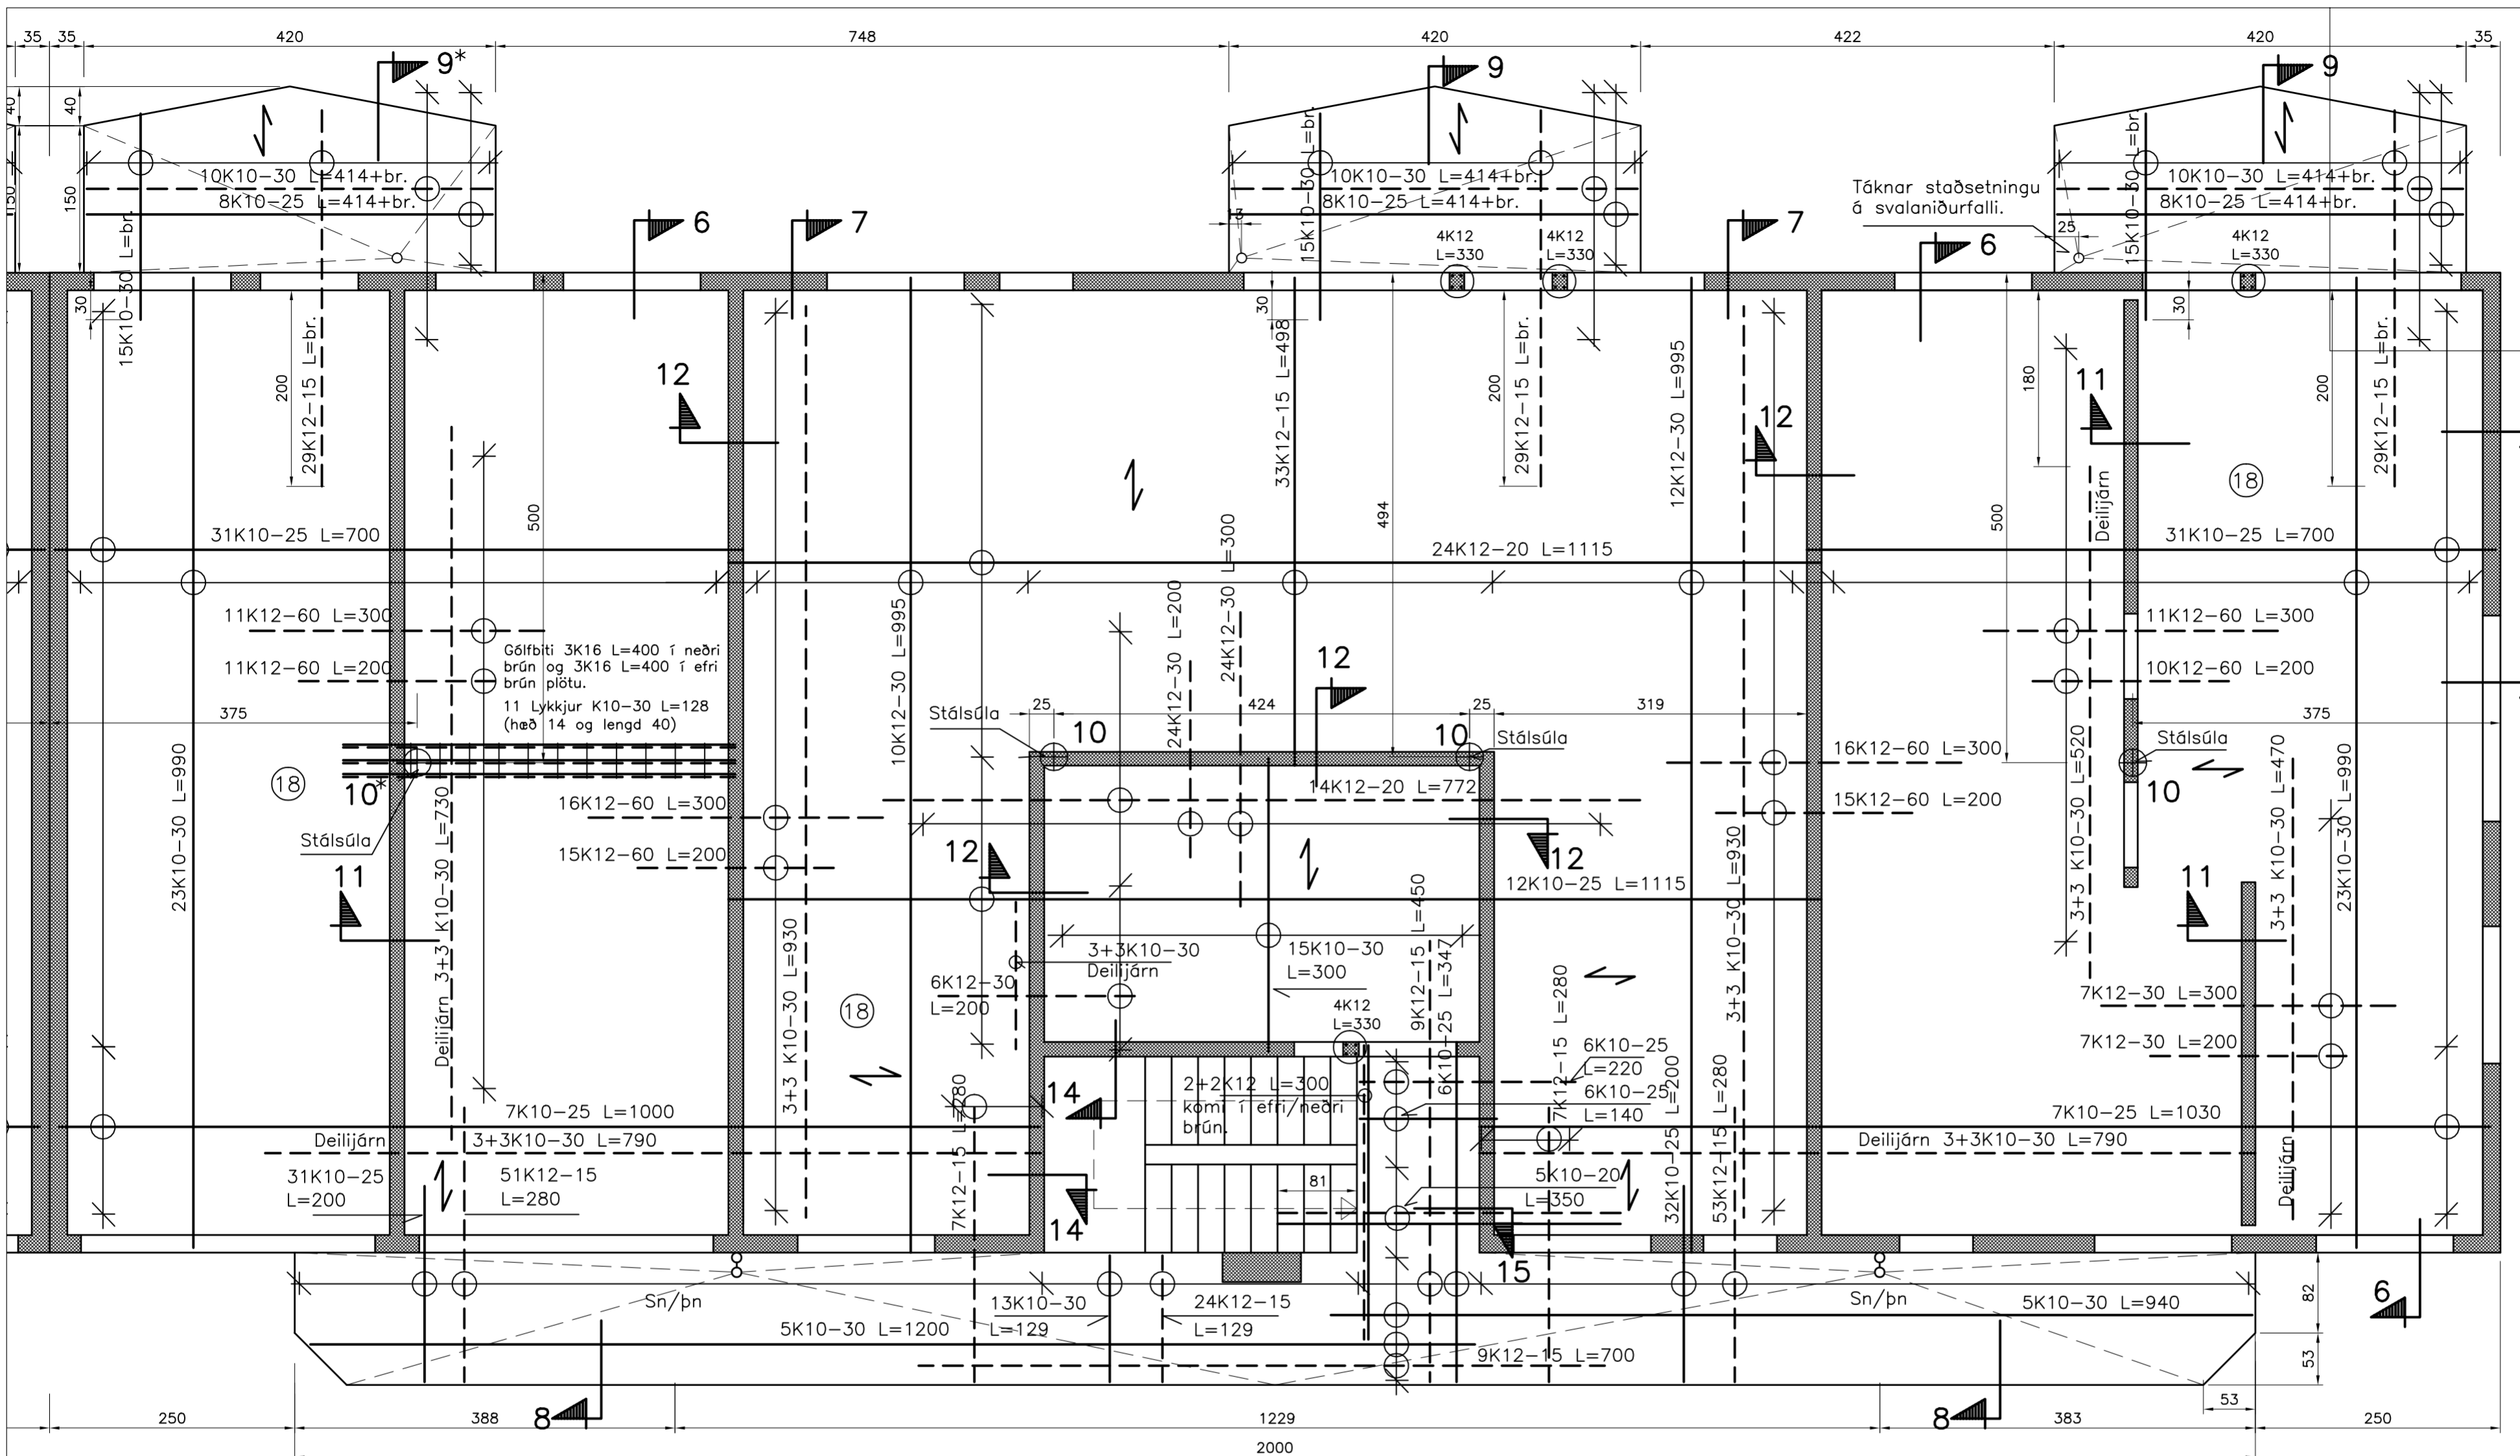 35 35 420 748 420 422 420 35
9* 9 9
40 40
150 150
10K10-30 L=414+br.
8K10-25 L=414+br.
15K10-30 L=br.
10K10-30 L=414+br.
8K10-25 L=414+br.
15K10-30 L=br.
10K10-30 L=414+br.
8K10-25 L=414+br.
15K10-30 L=br.
Táknar staðsetningu
á svalaniðurfalli.
13 25
6 7 7 6
4K12
L=330
4K12
L=330
4K12
L=330
30 30 30
200 200 180 200
29K12-15 L=br.
29K12-15 L=br.
29K12-15 L=br.
33K12-15 L=498
12K12-30 L=995
12 12 11
Deilijárn
18
500 494 500
31K10-25 L=700
24K12-20 L=1115
31K10-25 L=700
24K12-30 L=300
24K12-30 L=200
10K12-30 L=995
11K12-60 L=300
11K12-60 L=200
11K12-60 L=300
10K12-60 L=200
Gólfbiti 3K16 L=400 í neðri
brún og 3K16 L=400 í efri
brún plötu.
11 Lykkjur K10-30 L=128
(hæð 14 og lengd 40)
12
375 25 424 25 319 375
Stálsúla
10
10
Stálsúla
Stálsúla
10
18
10*
Stálsúla
23K10-30 L=990
Deilijárn 3+3 K10-30 L=730
16K12-60 L=300
15K12-60 L=200
14K12-20 L=772
16K12-60 L=300
15K12-60 L=200
3+3 K10-30 L=520
3+3 K10-30 L=470
23K10-30 L=990
11 12 12 11
12K10-25 L=1115
3+3 K10-30 L=930
3+3 K10-30 L=930
3+3K10-30
Deilijárn
15K10-30
L=300
6K12-30
L=200
9K12-15 L=450
6K10-25 L=347
4K12
L=330
18
7K12-15 L=280
7K12-30 L=300
7K12-30 L=200
6K10-25
L=220
6K10-25
L=140
2+2K12 L=300
komi í efri/neðri
brún.
14
14
7K12-15 L=280
7K10-25 L=1000
Deilijárn 3+3K10-30 L=790
7K10-25 L=1030
Deilijárn 3+3K10-30 L=790
Deilijárn
31K10-25
L=200
51K12-15
L=280
81
5K10-20
L=350
32K10-25 L=200
53K12-15 L=280
15
Sn/þn
13K10-30
L=129
24K12-15
L=129
Sn/þn
5K10-30 L=1200
5K10-30 L=940
9K12-15 L=700
6
82
53
53
8 8
250 388 1229 383 250
2000